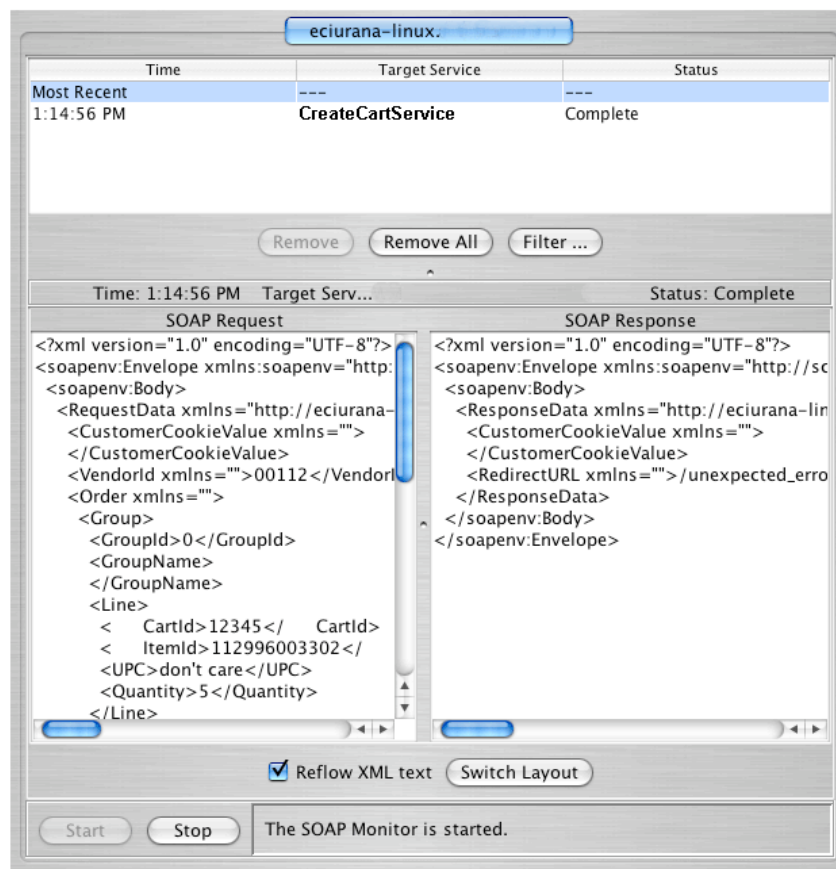 eciurana-linux.
Time Target Service Status
Most Recent --- ---
1:14:56 PM CreateCartService Complete
Remove Remove All Filter ...
Time: 1:14:56 PM Target Serv... Status: Complete
SOAP Request SOAP Response
<?xml version="1.0" encoding="UTF-8"?>
<soapenv:Envelope xmlns:soapenv="http:
<soapenv:Body>
<RequestData xmlns="http://eciurana-
<CustomerCookieValue xmlns="">
</CustomerCookieValue>
<VendorId xmlns="">00112</VendorI
<Order xmlns="">
<Group>
<GroupId>0</GroupId>
<GroupName>
</GroupName>
<Line>
< CartId>12345</ CartId>
< ItemId>112996003302</
<UPC>don't care</UPC>
<Quantity>5</Quantity>
</Line>
<?xml version="1.0" encoding="UTF-8"?>
<soapenv:Envelope xmlns:soapenv="http://sc
<soapenv:Body>
<ResponseData xmlns="http://eciurana-lin
<CustomerCookieValue xmlns="">
</CustomerCookieValue>
<RedirectURL xmlns="">/unexpected_erro
</ResponseData>
</soapenv:Body>
</soapenv:Envelope>
Reflow XML text Switch Layout
Start Stop The SOAP Monitor is started.